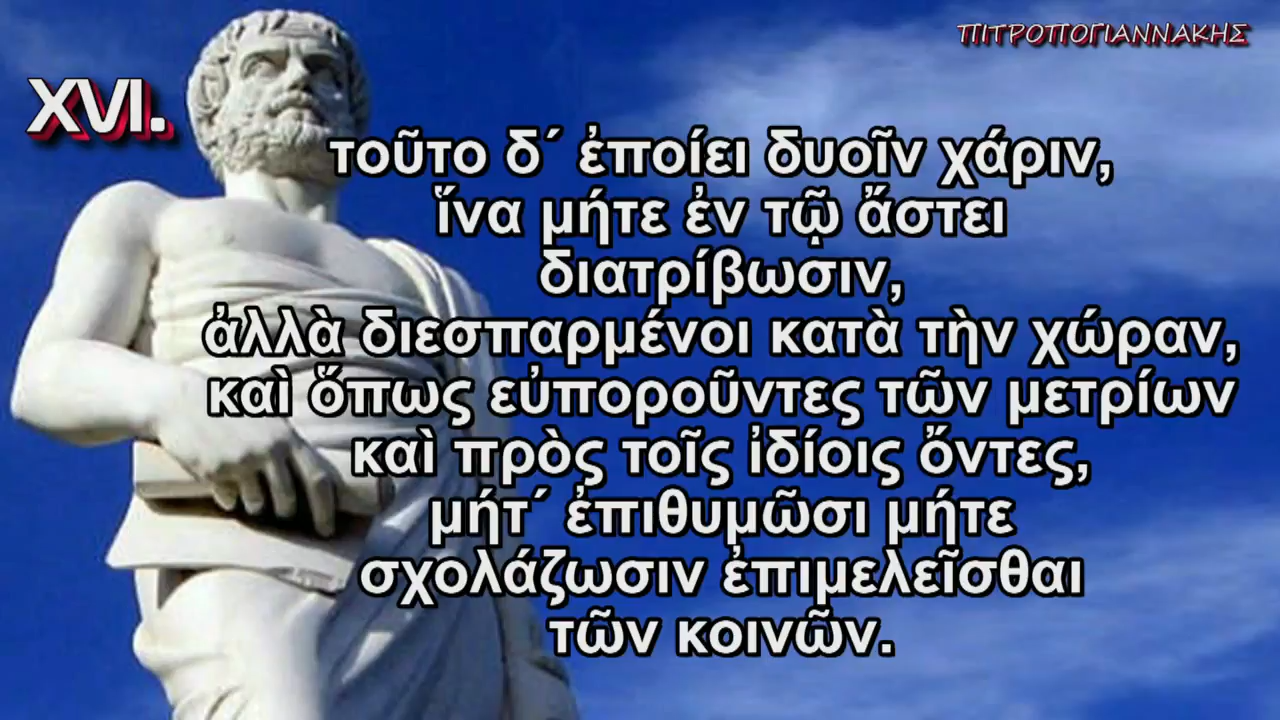 ΠΙΤΡΟΠΟΓΙΑΝΝΑΚΗΣ
XVI.
τοῦτο δ΄ ἐποίει δυοῖν χάριν,
ἵνα μήτε ἐν τῷ ἄστει
διατρίβωσιν,
ἀλλὰ διεσπαρμένοι κατὰ τὴν χώραν,
καὶ ὅπως εὐποροῦντες τῶν μετρίων
καὶ πρὸς τοῖς ἰδίοις ὄντες,
μήτ΄ ἐπιθυμῶσι μήτε
σχολάζωσιν ἐπιμελεῖσθαι
τῶν κοινῶν.